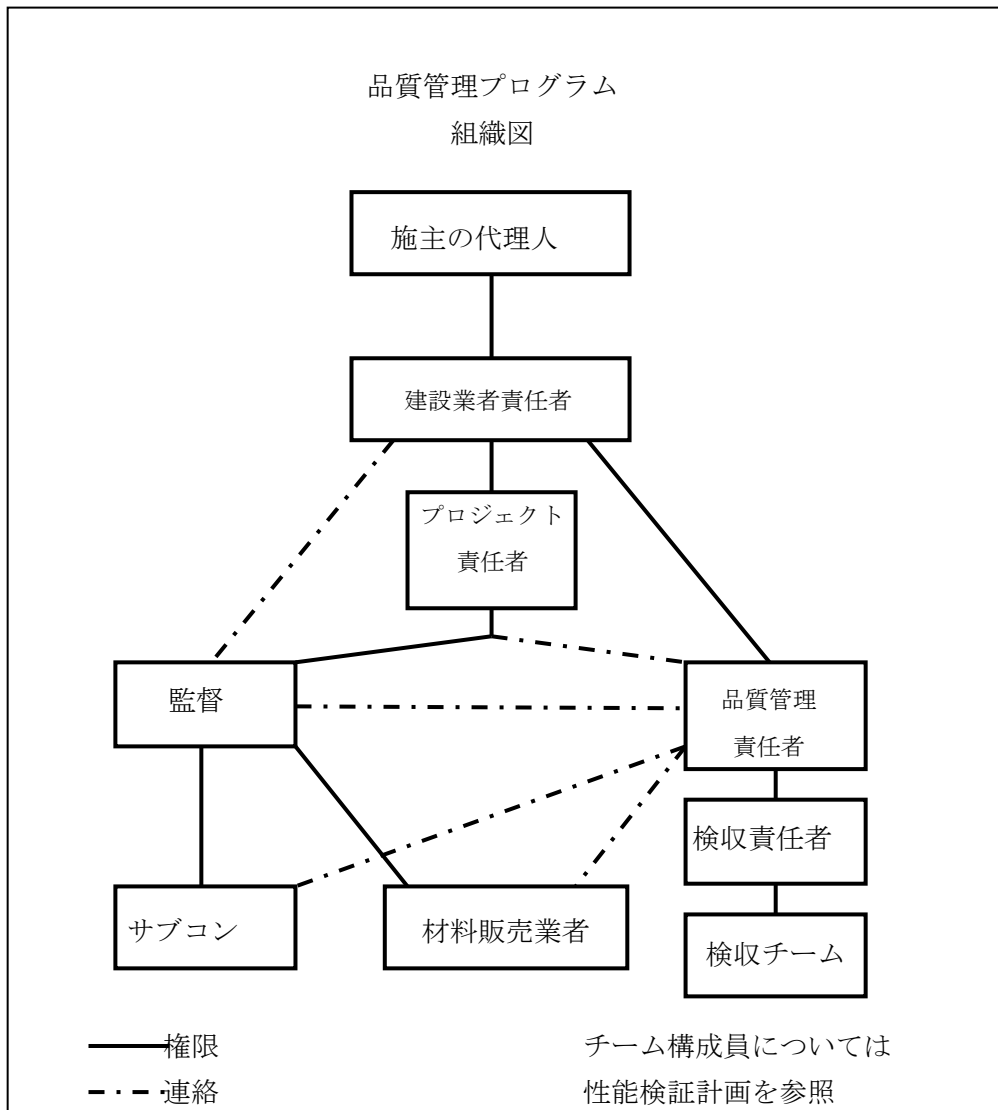 品質管理プログラム
組織図
施主の代理人
建設業者責任者
プロジェクト
責任者
監督
品質管理
責任者
検収責任者
サブコン
材料販売業者
検収チーム
権限
連絡
チーム構成員については
性能検証計画を参照